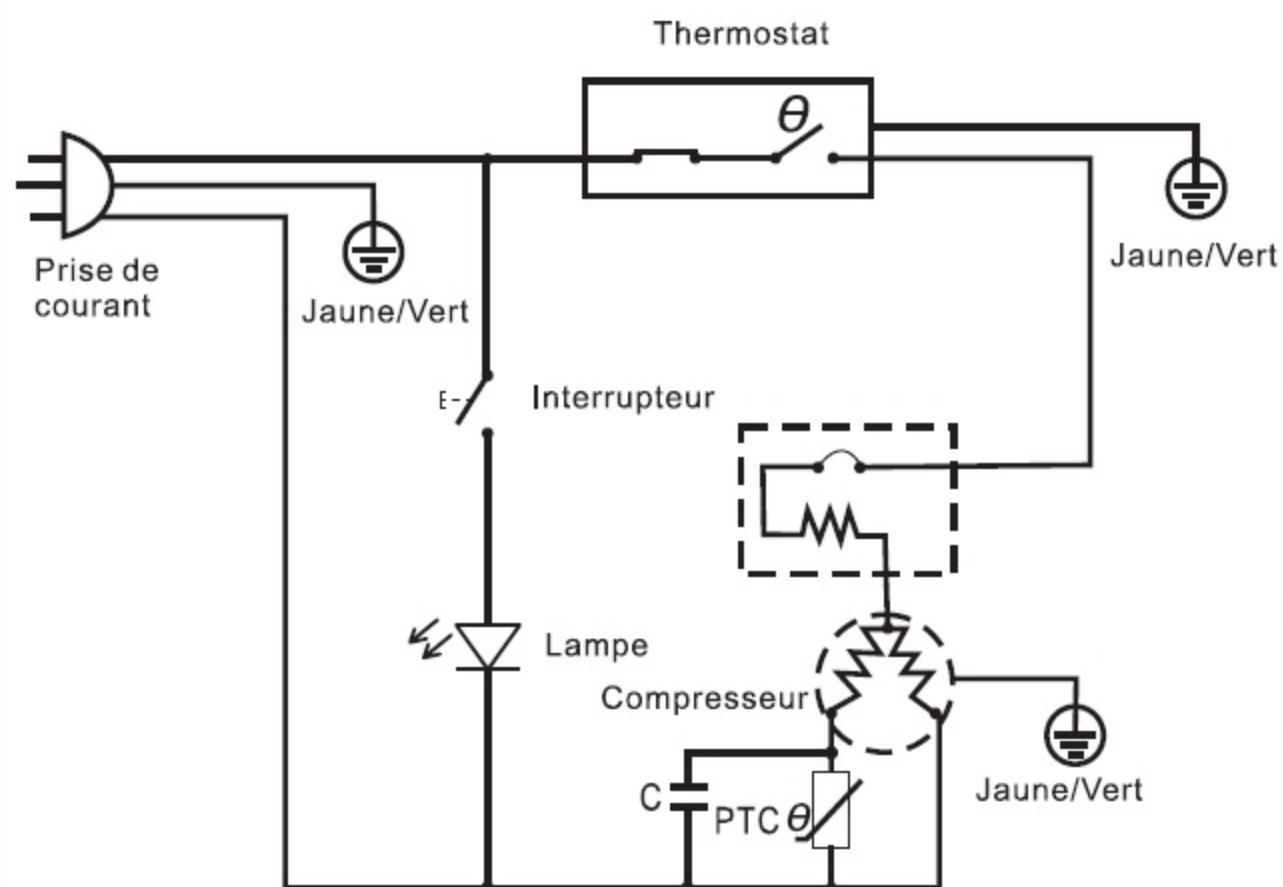 Thermostat
θ
Prise de
courant
Jaune/Vert
Jaune/Vert
E
Interrupteur
Lampe
Compresseur
C
PTC θ
Jaune/Vert